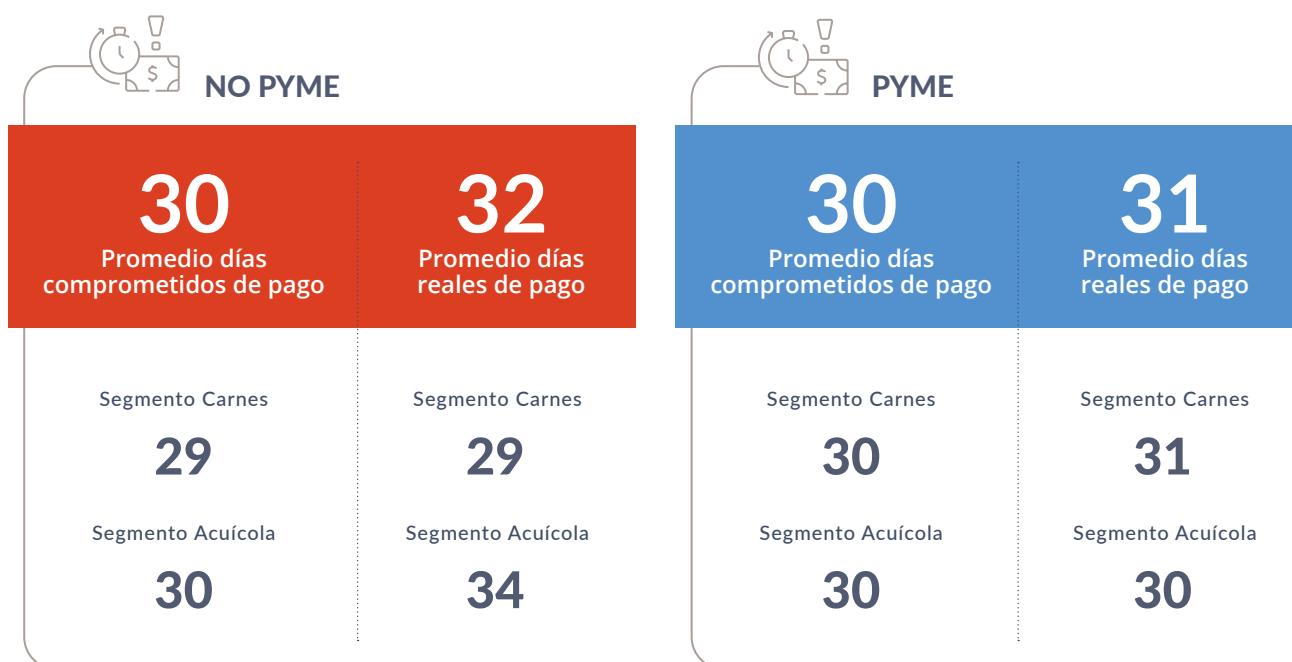 NO PYME
30
Promedio días
comprometidos de pago
32
Promedio días
reales de pago
Segmento Carnes
29
Segmento Carnes
29
Segmento Acuícola
30
Segmento Acuícola
34
PYME
30
Promedio días
comprometidos de pago
31
Promedio días
reales de pago
Segmento Carnes
30
Segmento Carnes
31
Segmento Acuícola
30
Segmento Acuícola
30